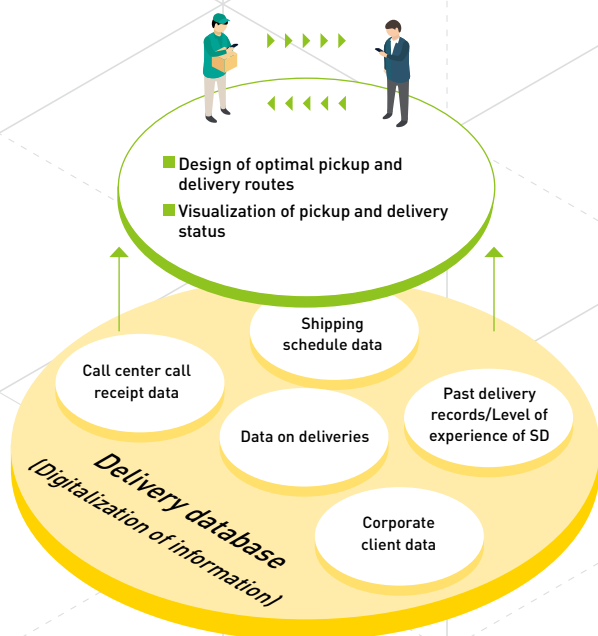 Design of optimal pickup and
delivery routes
Visualization of pickup and delivery
status
Shipping
schedule data
Call center call
receipt data
Past delivery
records/Level of
experience of SD
Data on deliveries
Corporate
client data
Delivery database
(Digitalization of information)